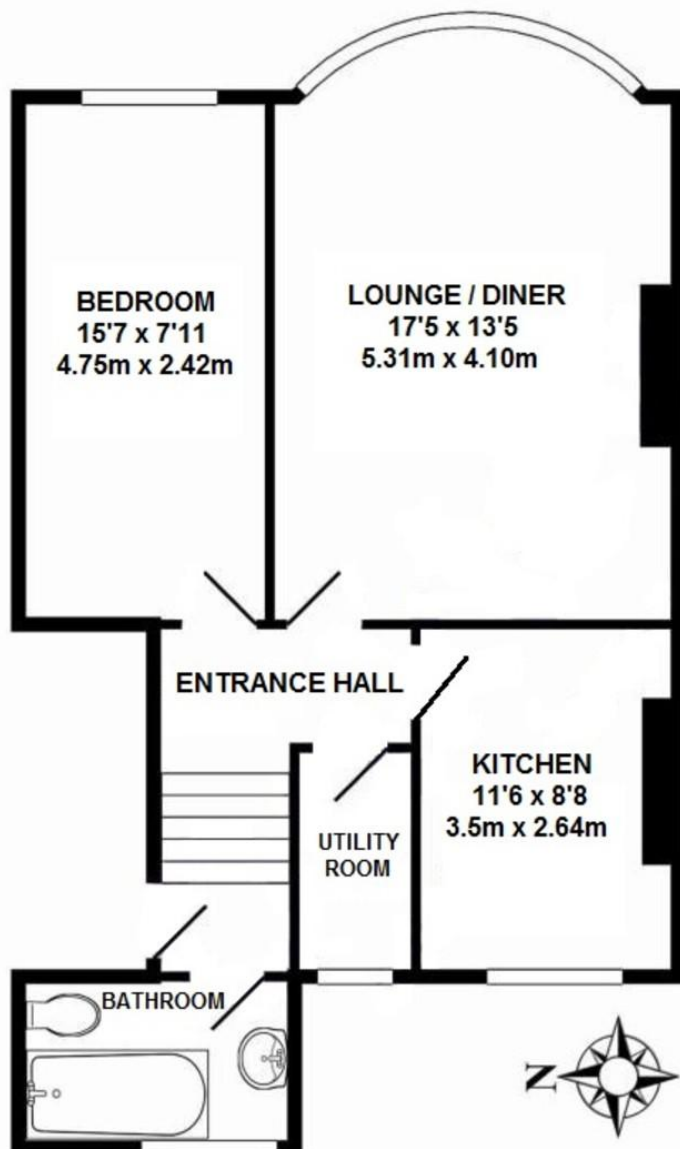 BEDROOM
15'7 x 7'11
4.75m x 2.42m
LOUNGE / DINER
17'5 x 13'5
5.31m x 4.10m
ENTRANCE HALL
KITCHEN
11'6 x 8'8
3.5m x 2.64m
UTILITY
ROOM
BATHROOM
N